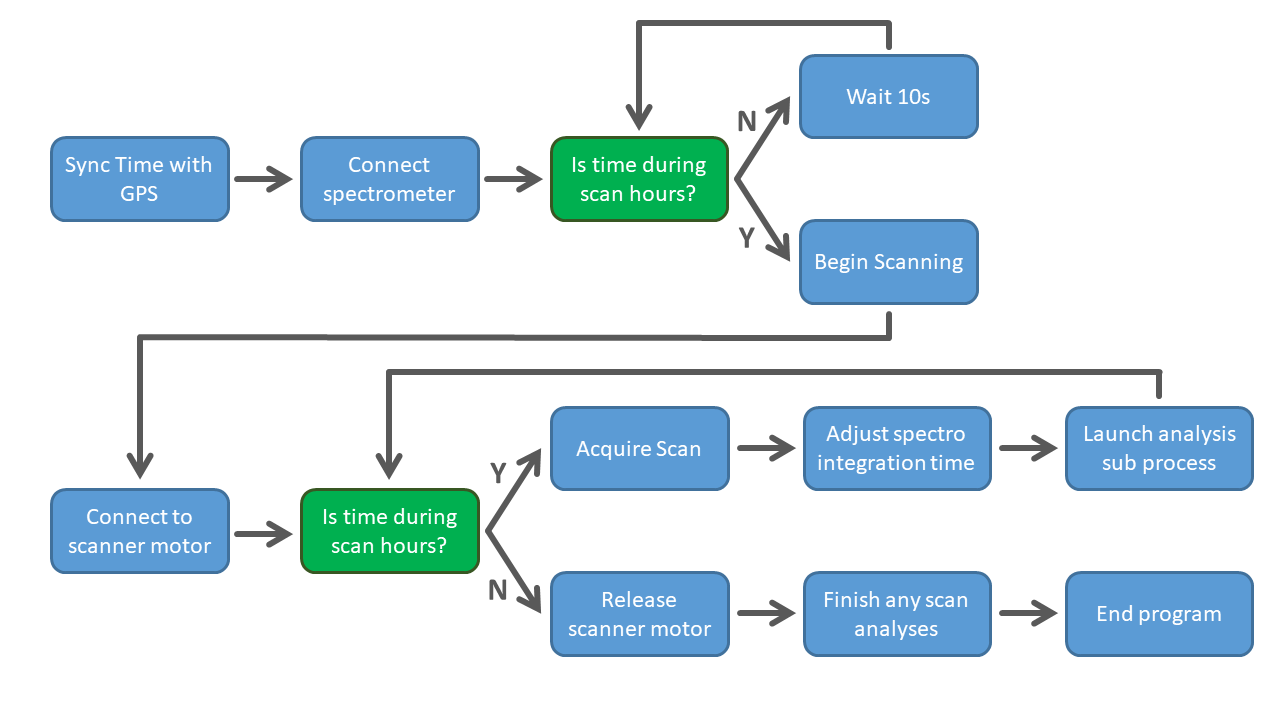 Wait 10s
N
Sync Time with
GPS
Connect
spectrometer
Is time during
scan hours?
Y
Begin Scanning
Acquire Scan
Adjust spectro
integration time
Launch analysis
sub process
Y
Connect to
scanner motor
Is time during
scan hours?
N
Release
scanner motor
Finish any scan
analyses
End program